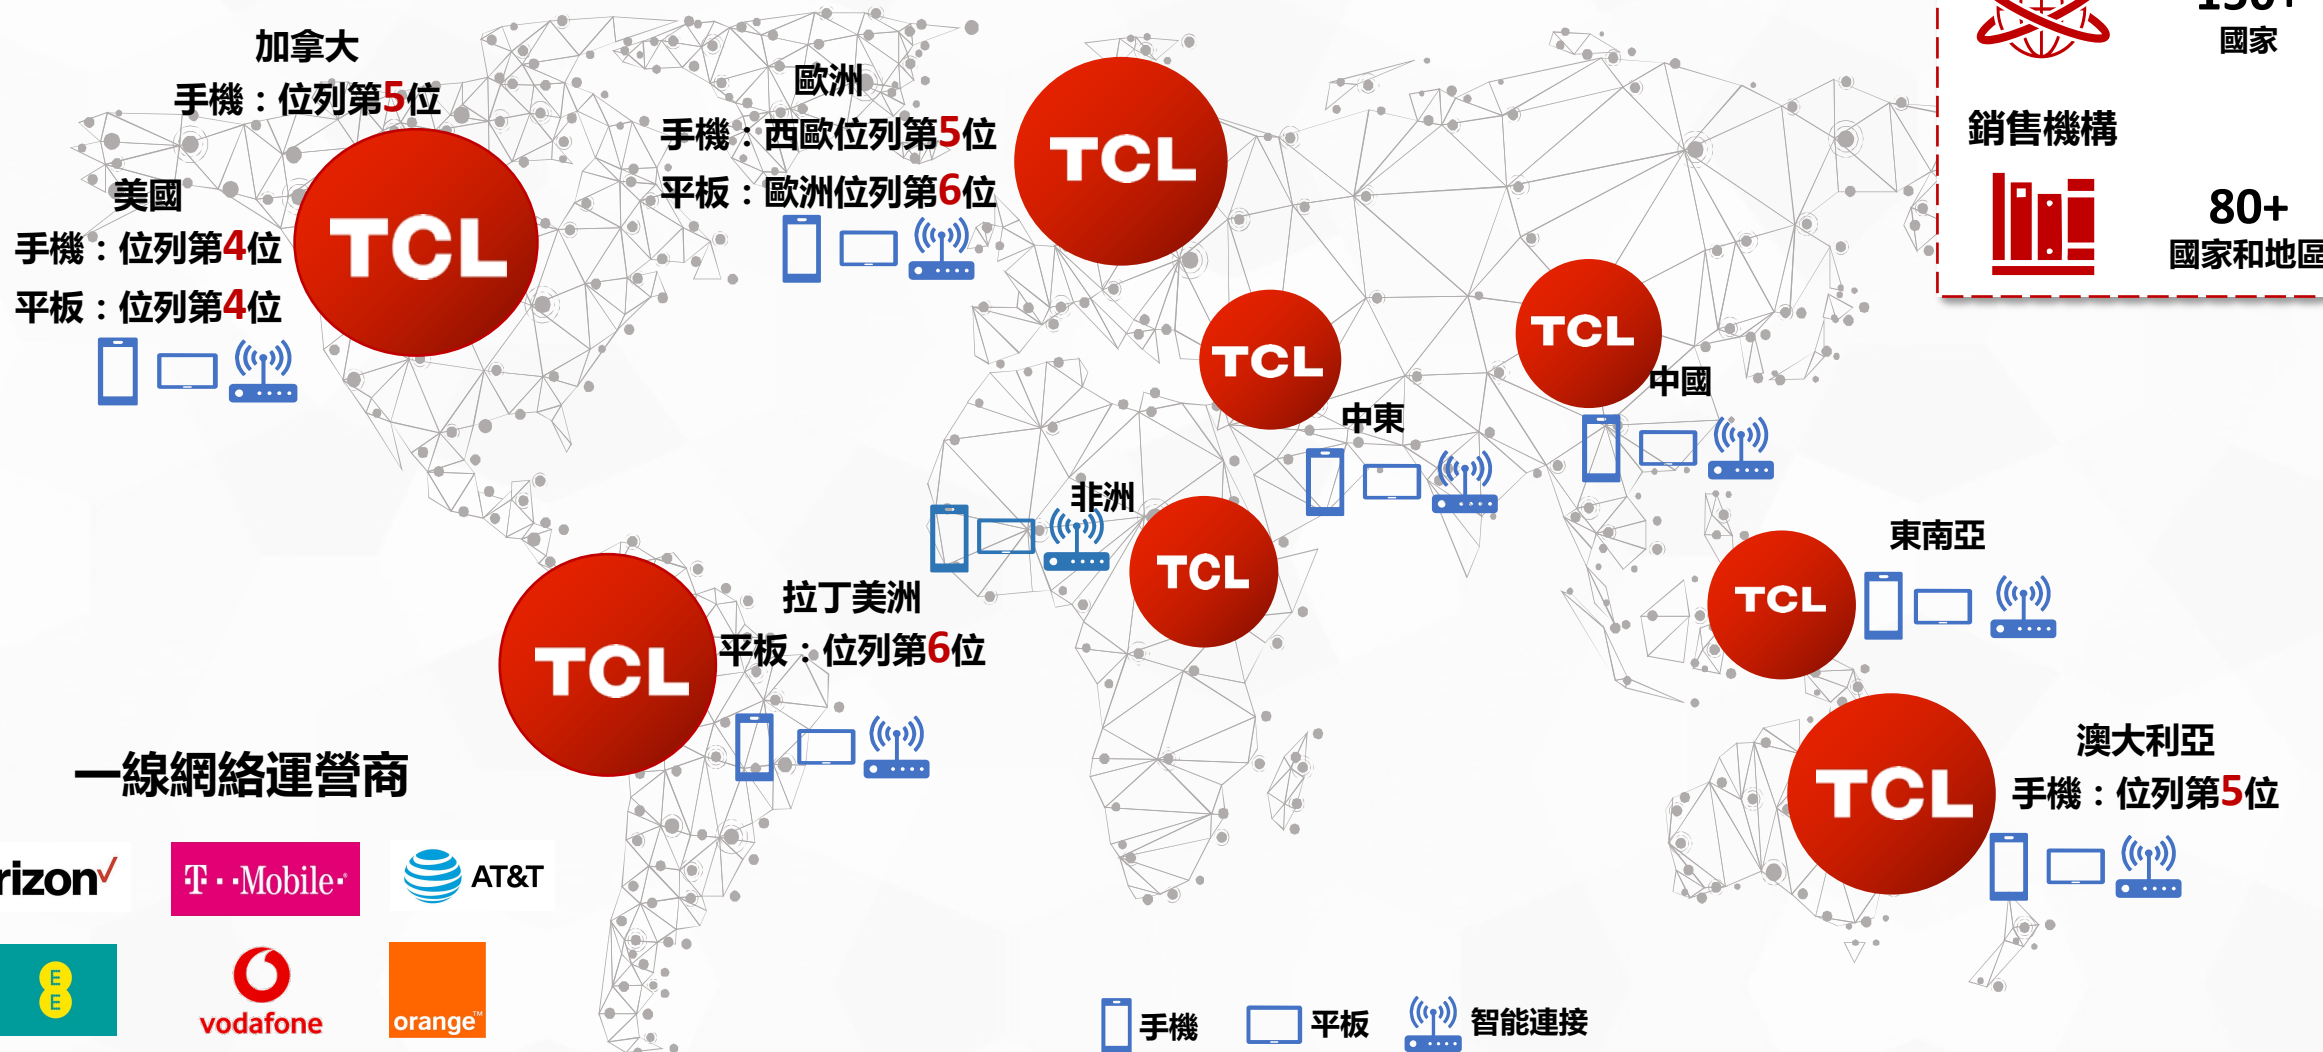 加拿大
手機：位列第5位
美國
手機：位列第4位
平板：位列第4位
TCL
歐洲
手機：西歐位列第5位
平板：歐洲位列第6位
TCL
國家
銷售機構
80+
國家和地區
TCL
中東
TCL
中國
非洲
TCL
東南亞
TCL
拉丁美洲
平板：位列第6位
TCL
澳大利亞
手機：位列第5位
TCL
一線網絡運營商
rizon
T··Mobile·
AT&T
EE
vodafone
orange™
手機
平板
智能連接